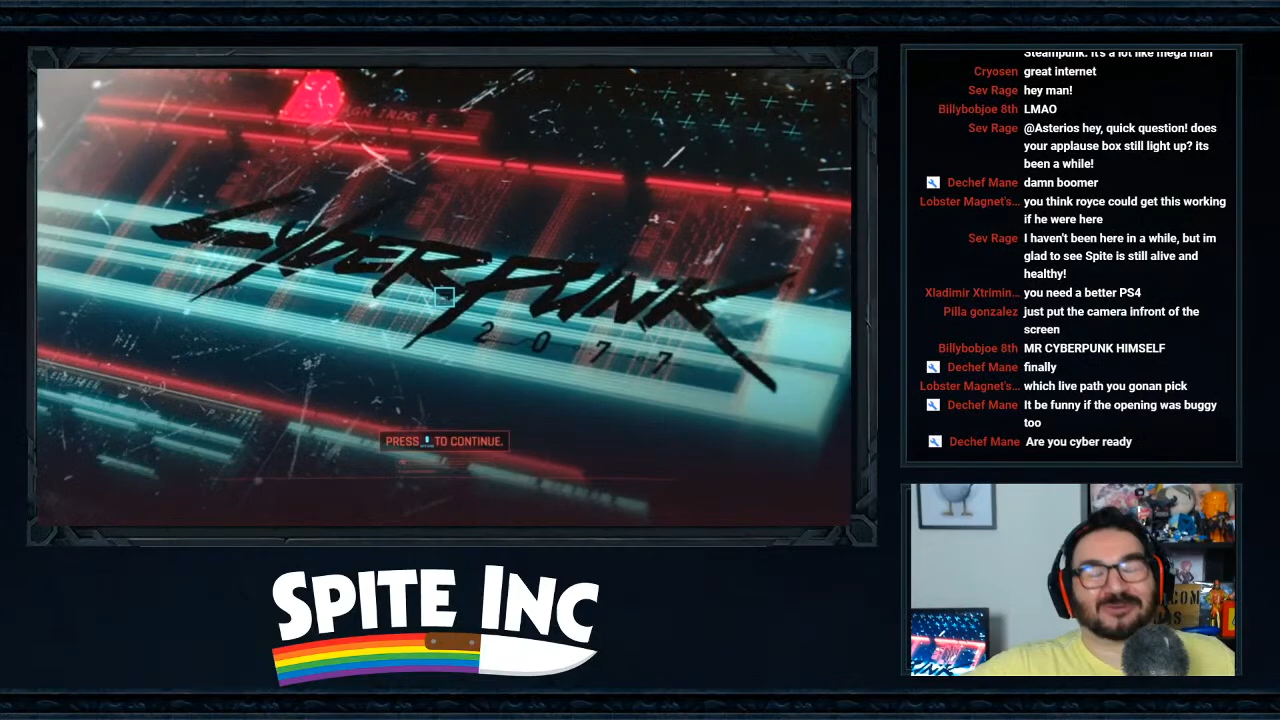 CYBERPUNK
2077
PRESS TO CONTINUE.
SPITE INC
Steampunk. it's a lot like mega man
Cryosen great internet
Sev Rage hey man!
Billybobjoe 8th LMAO
Sev Rage @Asterios hey, quick question! does
your applause box still light up? its
been a while!
Dechef Mane damn boomer
Lobster Magnet's... you think royce could get this working
if he were here
Sev Rage I haven't been here in a while, but im
glad to see Spite is still alive and
healthy!
Xladimir Xtrimin... you need a better PS4
Pilla gonzalez just put the camera infront of the
screen
Billybobjoe 8th MR CYBERPUNK HIMSELF
Dechef Mane finally
Lobster Magnet's... which live path you gonan pick
Dechef Mane It be funny if the opening was buggy
too
Dechef Mane Are you cyber ready